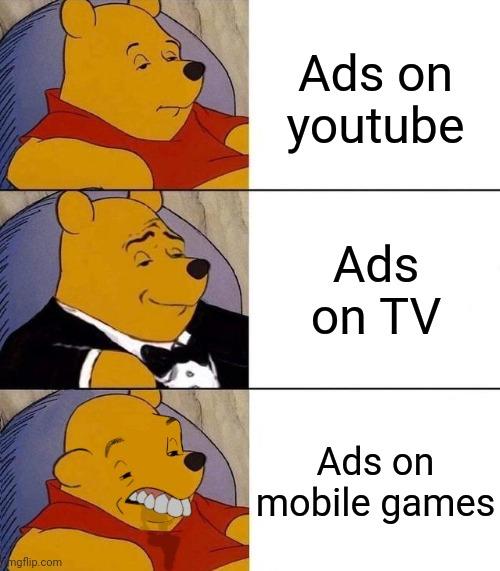 Ads on
youtube
Ads
on TV
Ads on
mobile games
imgflip.com